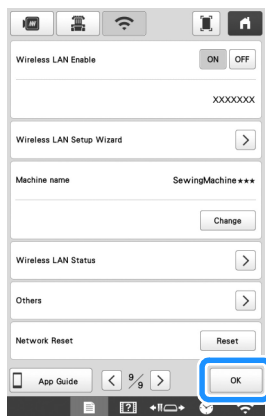 Wireless LAN Enable ON OFF
XXXXXXX
Wireless LAN Setup Wizard
Machine name SewingMachine★★★
Change
Wireless LAN Status
Others
Network Reset Reset
App Guide 9/9 OK